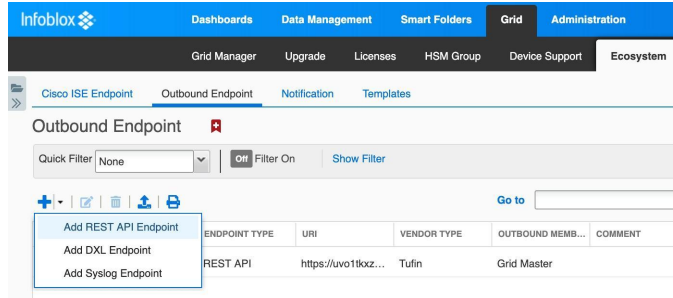 Infoblox Dashboards Data Management Smart Folders Grid Administration
Grid Manager Upgrade Licenses HSM Group Device Support Ecosystem
Cisco ISE Endpoint Outbound Endpoint Notification Templates
Outbound Endpoint
Quick Filter None Off Filter On Show Filter
Go to
Add REST API Endpoint
Add DXL Endpoint
Add Syslog Endpoint
ENDPOINT TYPE URI VENDOR TYPE OUTBOUND MEMB... COMMENT
REST API https://uvo1tkxz... Tufin Grid Master